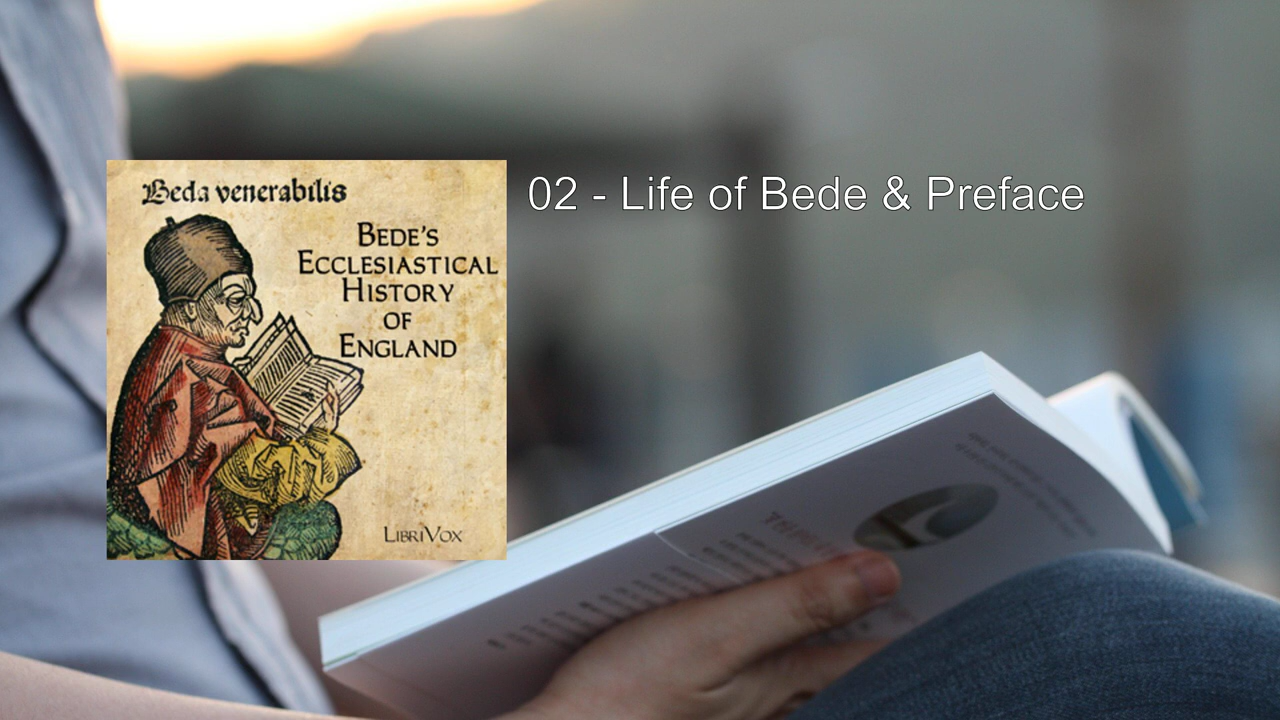 Beda venerabilis
BEDE'S
ECCLESIASTICAL
HISTORY
OF
ENGLAND
LIBRIVOX
02 - Life of Bede & Preface